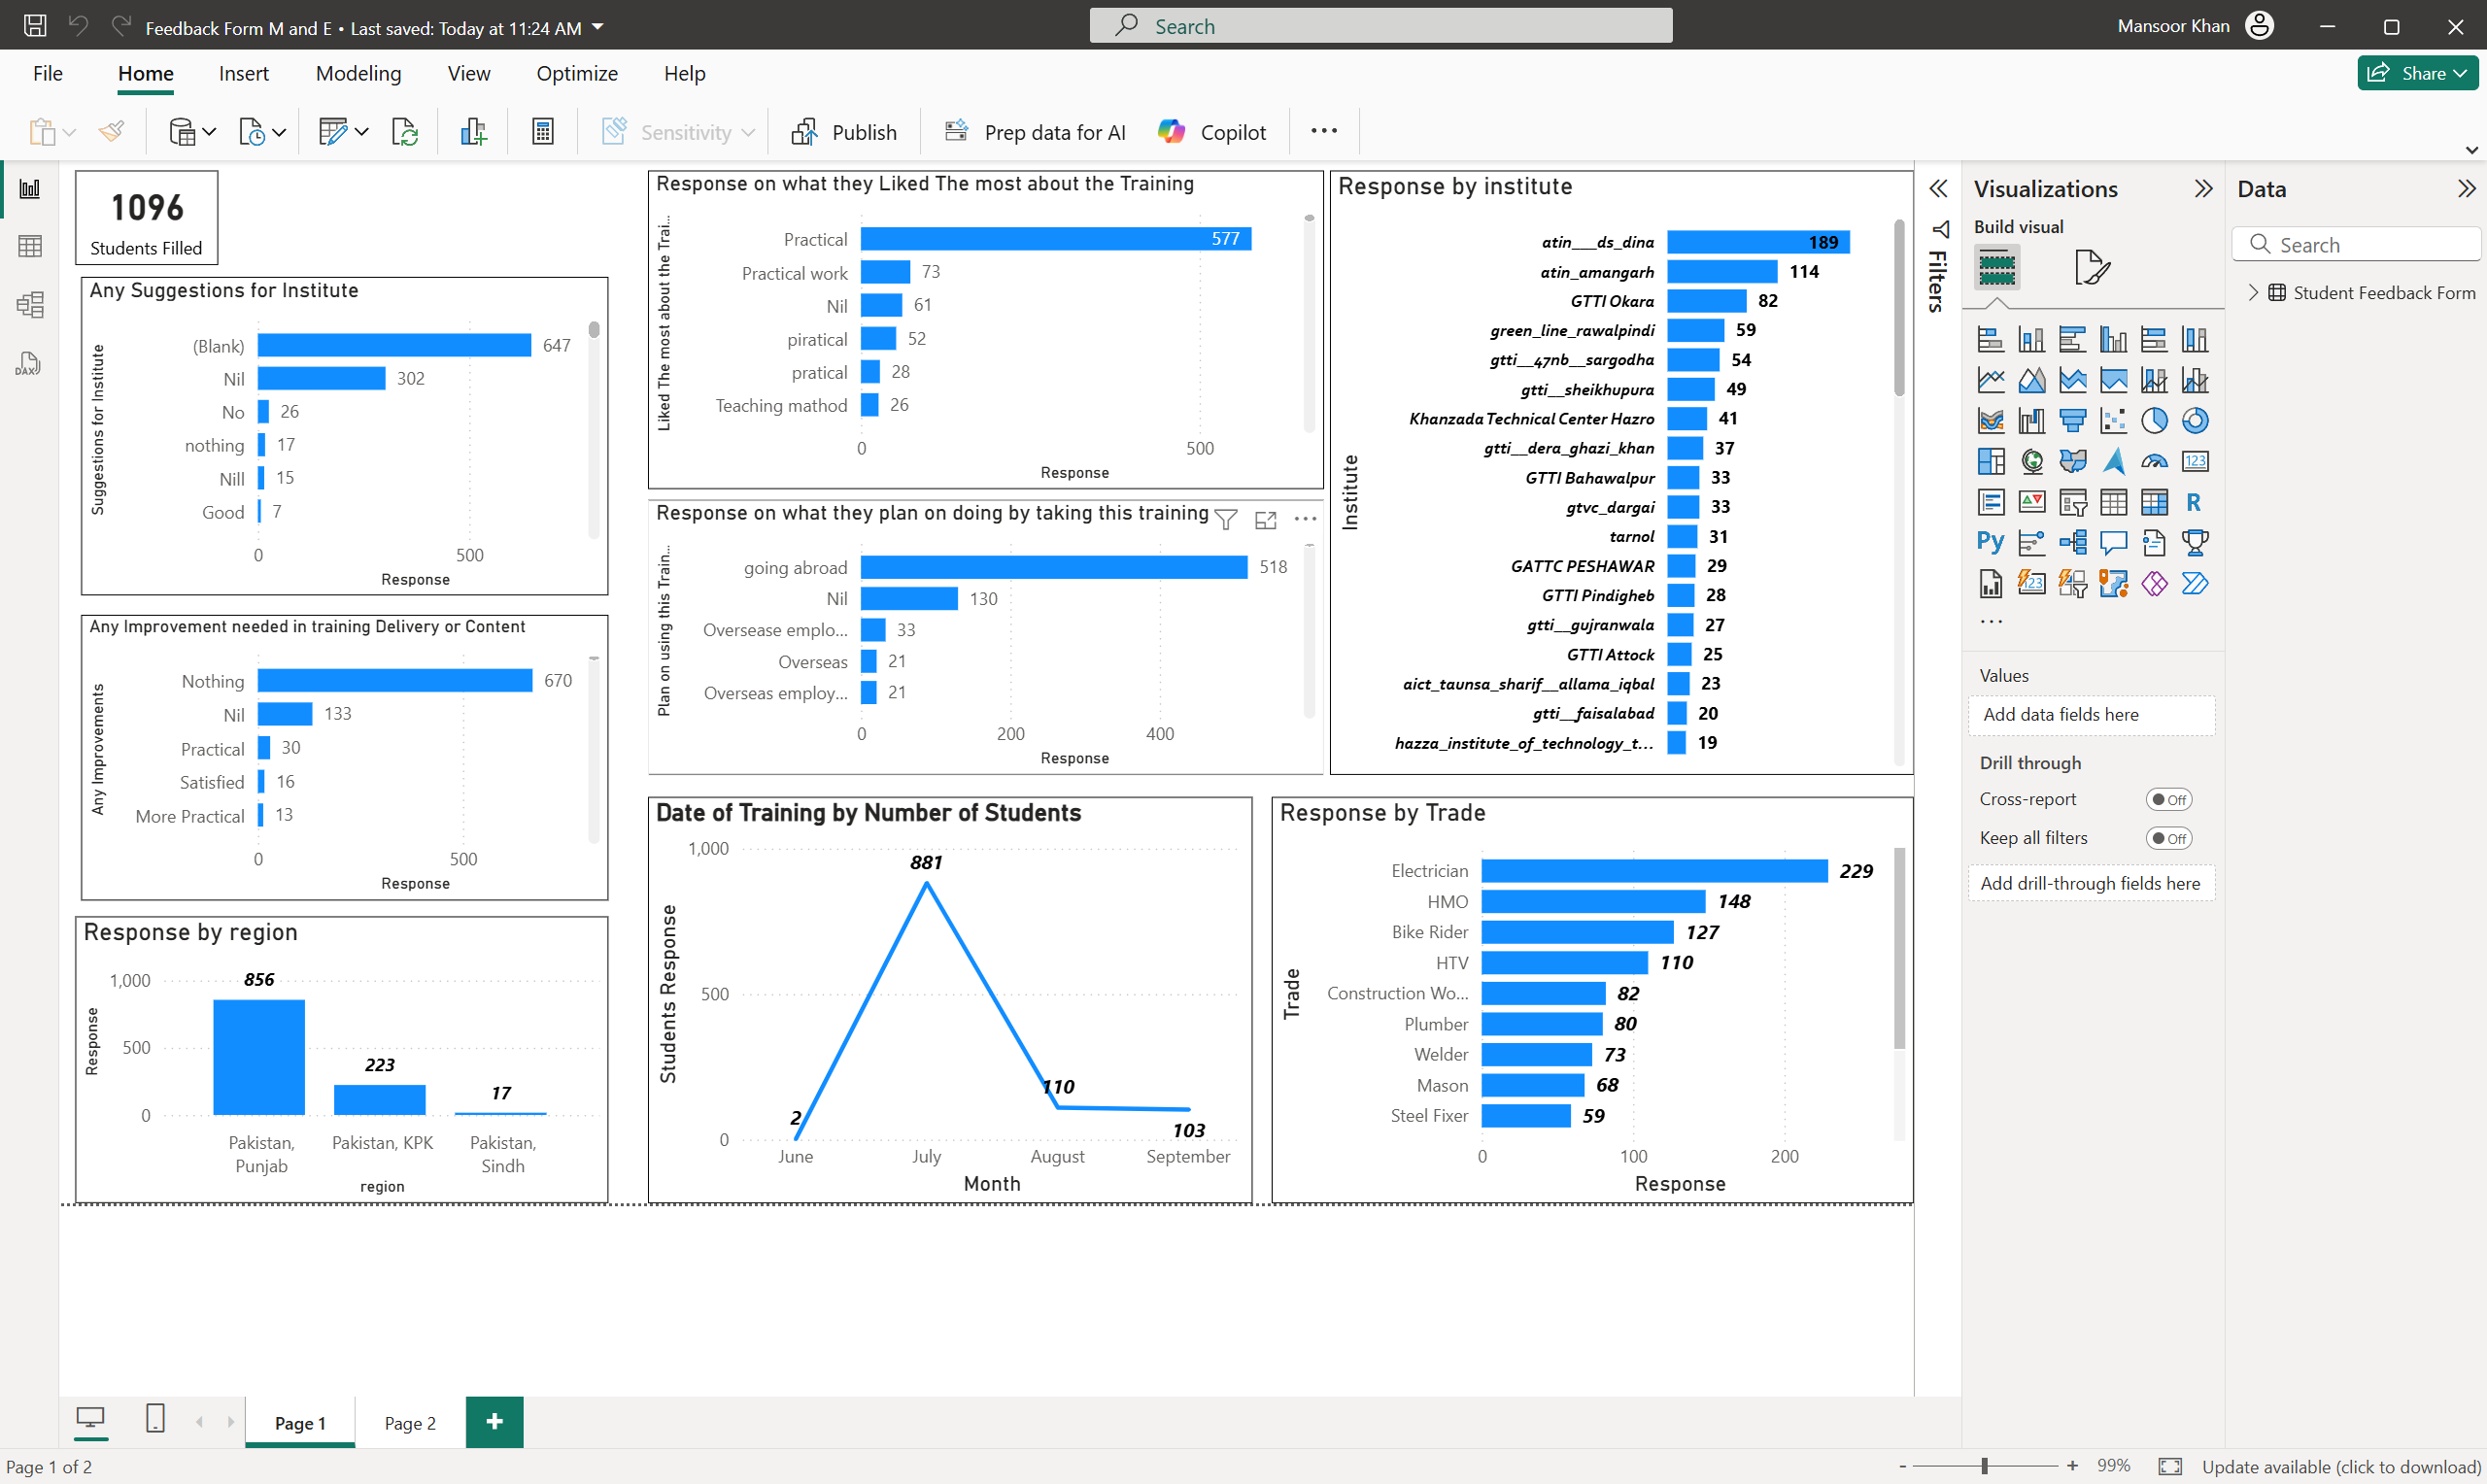 Feedback Form M and E • Last saved: Today at 11:24 AM
Search
Mansoor Khan
File
Home
Insert
Modeling
View
Optimize
Help
Share
Sensitivity
Publish
Prep data for AI
Copilot
1096
Students Filled
Any Suggestions for Institute
Suggestions for Institute
(Blank) 647
Nil 302
No 26
nothing 17
Nill 15
Good 7
0 500
Response
Any Improvement needed in training Delivery or Content
Any Improvements
Nothing 670
Nil 133
Practical 30
Satisfied 16
More Practical 13
0 500
Response
Response by region
Response
1,000
500
0
856
223
17
Pakistan, Punjab
Pakistan, KPK
Pakistan, Sindh
region
Response on what they Liked The most about the Training
Liked The most about the Trai...
Practical 577
Practical work 73
Nil 61
piratical 52
pratical 28
Teaching mathod 26
0 500
Response
Response on what they plan on doing by taking this training
Plan on using this Train...
going abroad 518
Nil 130
Oversease emplo... 33
Overseas 21
Overseas employ... 21
0 200 400
Response
Date of Training by Number of Students
Students Response
1,000
500
0
2
881
110
103
June July August September
Month
Response by institute
Institute
atin___ds_dina 189
atin_amangarh 114
GTTI Okara 82
green_line_rawalpindi 59
gtti__47nb__sargodha 54
gtti__sheikhupura 49
Khanzada Technical Center Hazro 41
gtti__dera_ghazi_khan 37
GTTI Bahawalpur 33
gtvc_dargai 33
tarnol 31
GATTC PESHAWAR 29
GTTI Pindigheb 28
gtti__gujranwala 27
GTTI Attock 25
aict_taunsa_sharif__allama_iqbal 23
gtti__faisalabad 20
hazza_institute_of_technology_t... 19
Response by Trade
Trade
Electrician 229
HMO 148
Bike Rider 127
HTV 110
Construction Wo... 82
Plumber 80
Welder 73
Mason 68
Steel Fixer 59
0 100 200
Response
Filters
Visualizations
Build visual
123
R
Py
123
Values
Add data fields here
Drill through
Cross-report
Off
Keep all filters
Off
Add drill-through fields here
Data
Search
Student Feedback Form
DAX
Page 1
Page 2
+
Page 1 of 2
- + 99%
Update available (click to download)